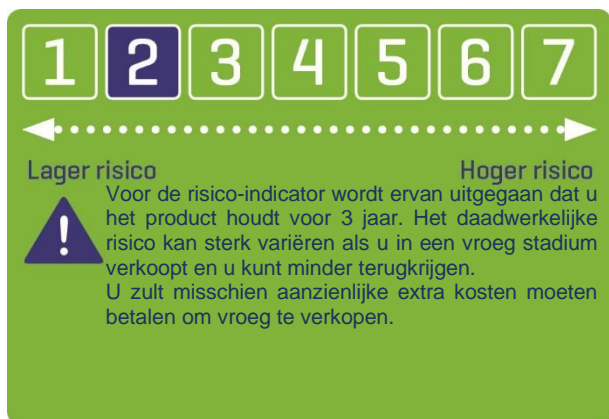 1 2 3 4 5 6 7
Lager risico Hoger risico
Voor de risico-indicator wordt ervan uitgegaan dat u
het product houdt voor 3 jaar. Het daadwerkelijke
risico kan sterk variëren als u in een vroeg stadium
verkoopt en u kunt minder terugkrijgen.
U zult misschien aanzienlijke extra kosten moeten
betalen om vroeg te verkopen.